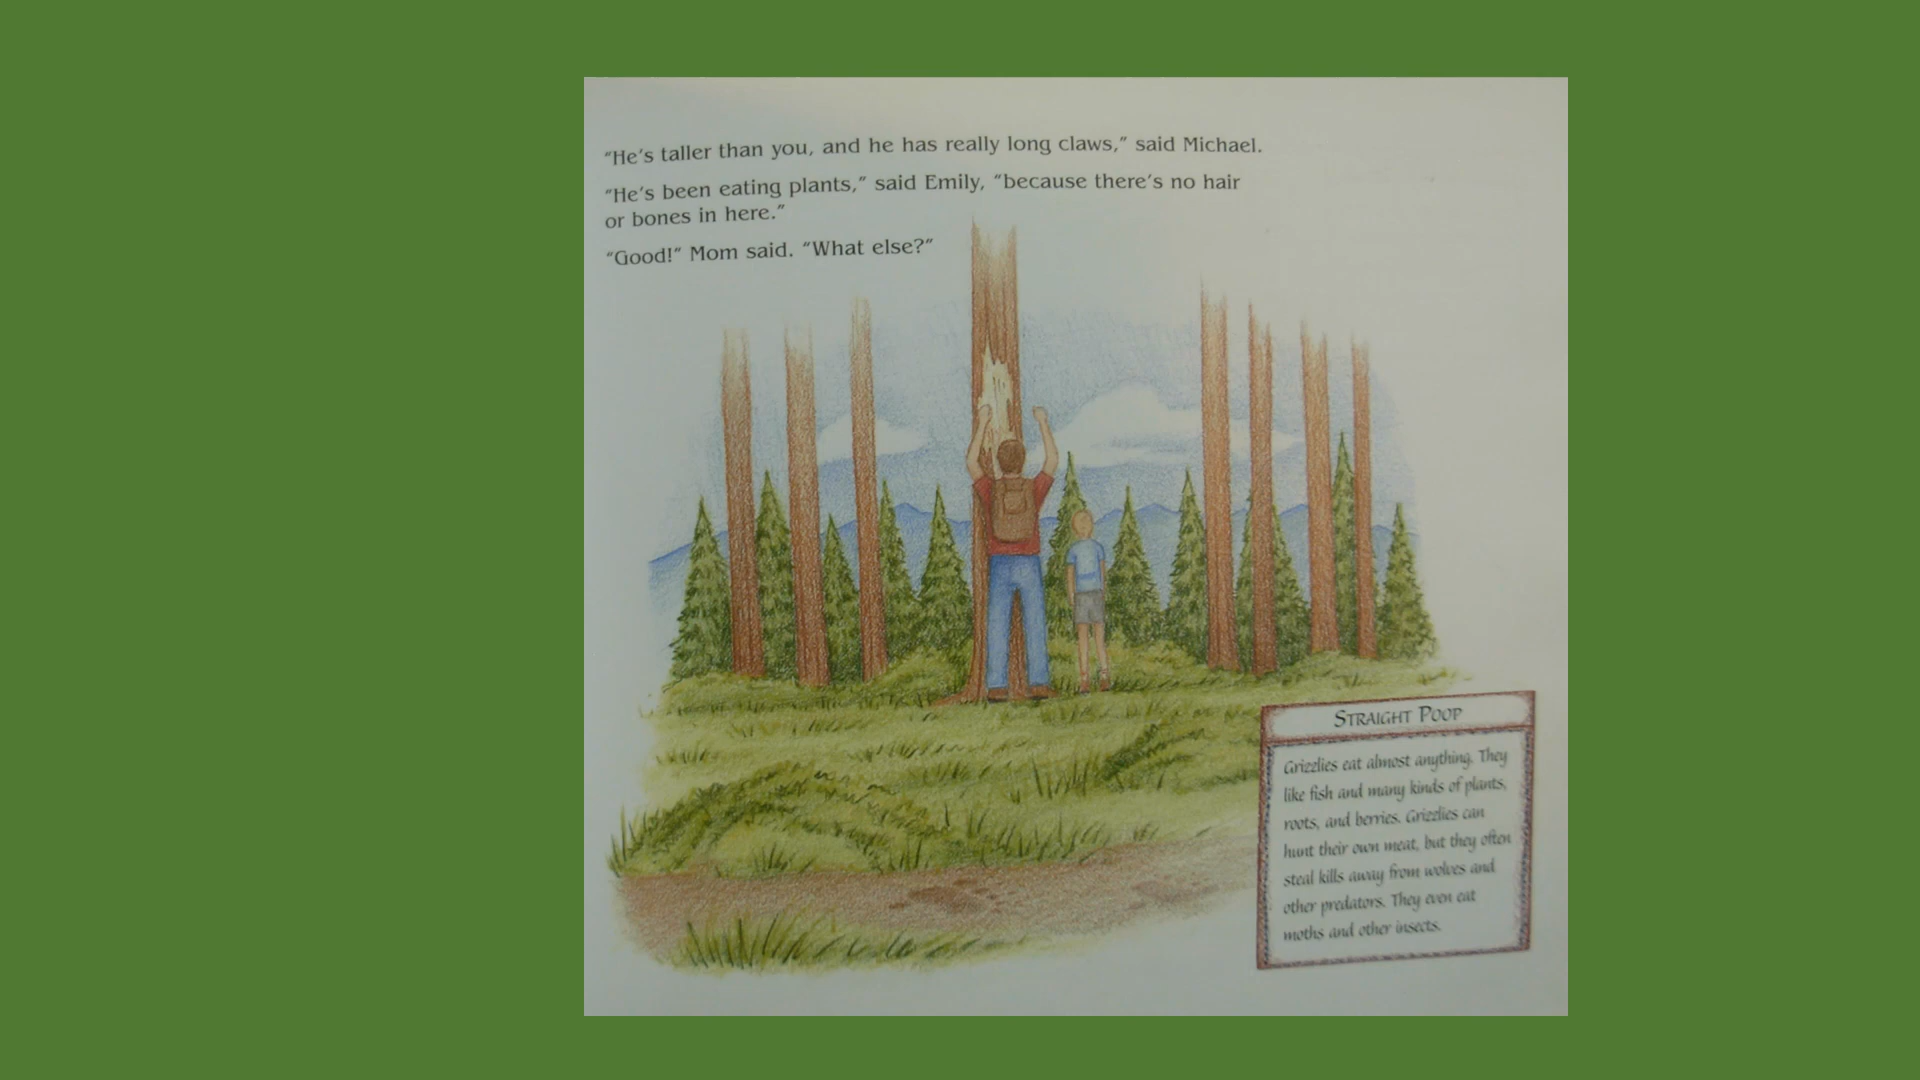 “He’s taller than you, and he has really long claws,” said Michael.
“He’s been eating plants,” said Emily, “because there’s no hair
or bones in here.”
“Good!” Mom said. “What else?”
STRAIGHT POOP
Grizzlies eat almost anything. They
like fish and many kinds of plants,
roots, and berries. Grizzlies can
hunt their own meat, but they often
steal kills away from wolves and
other predators. They even eat
moths and other insects.